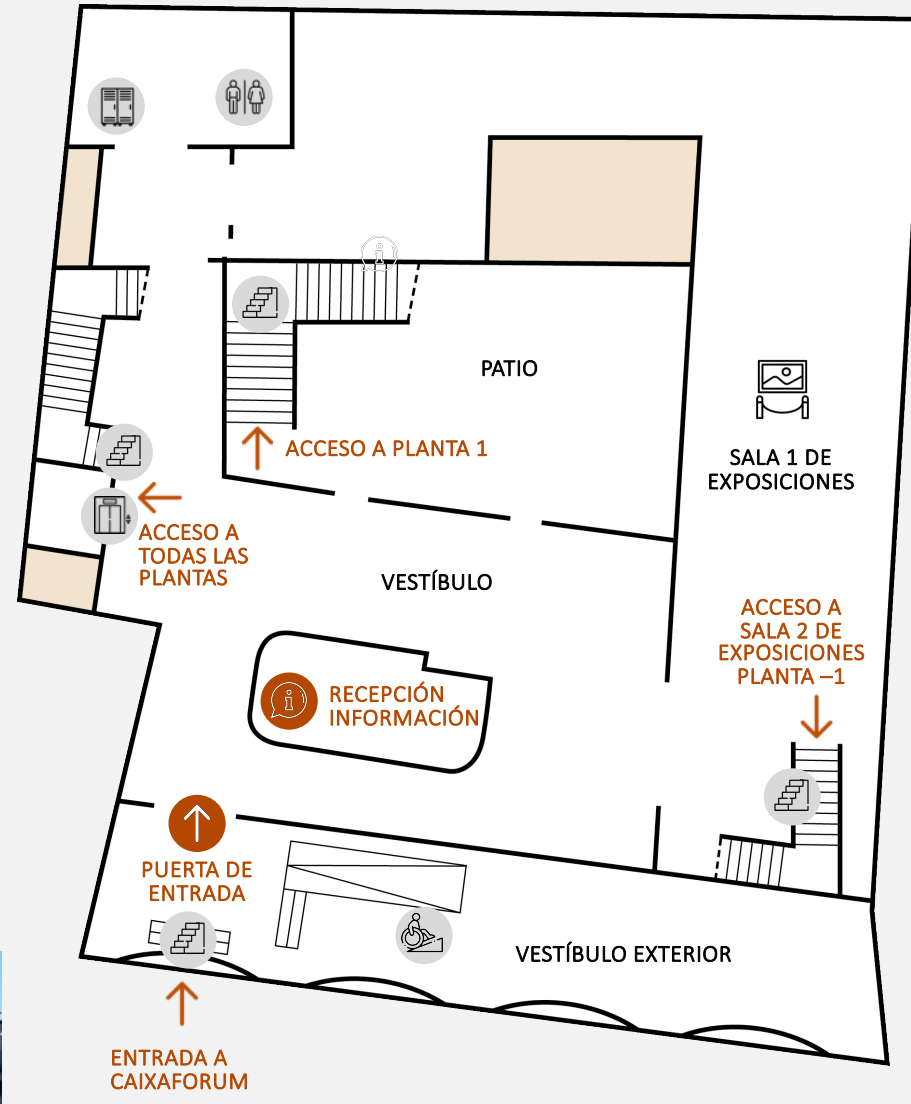 PATIO
ACCESO A PLANTA 1
SALA 1 DE
EXPOSICIONES
ACCESO A
TODAS LAS
PLANTAS
VESTÍBULO
ACCESO A
SALA 2 DE
EXPOSICIONES
PLANTA –1
RECEPCIÓN
INFORMACIÓN
PUERTA DE
ENTRADA
VESTÍBULO EXTERIOR
ENTRADA A
CAIXAFORUM